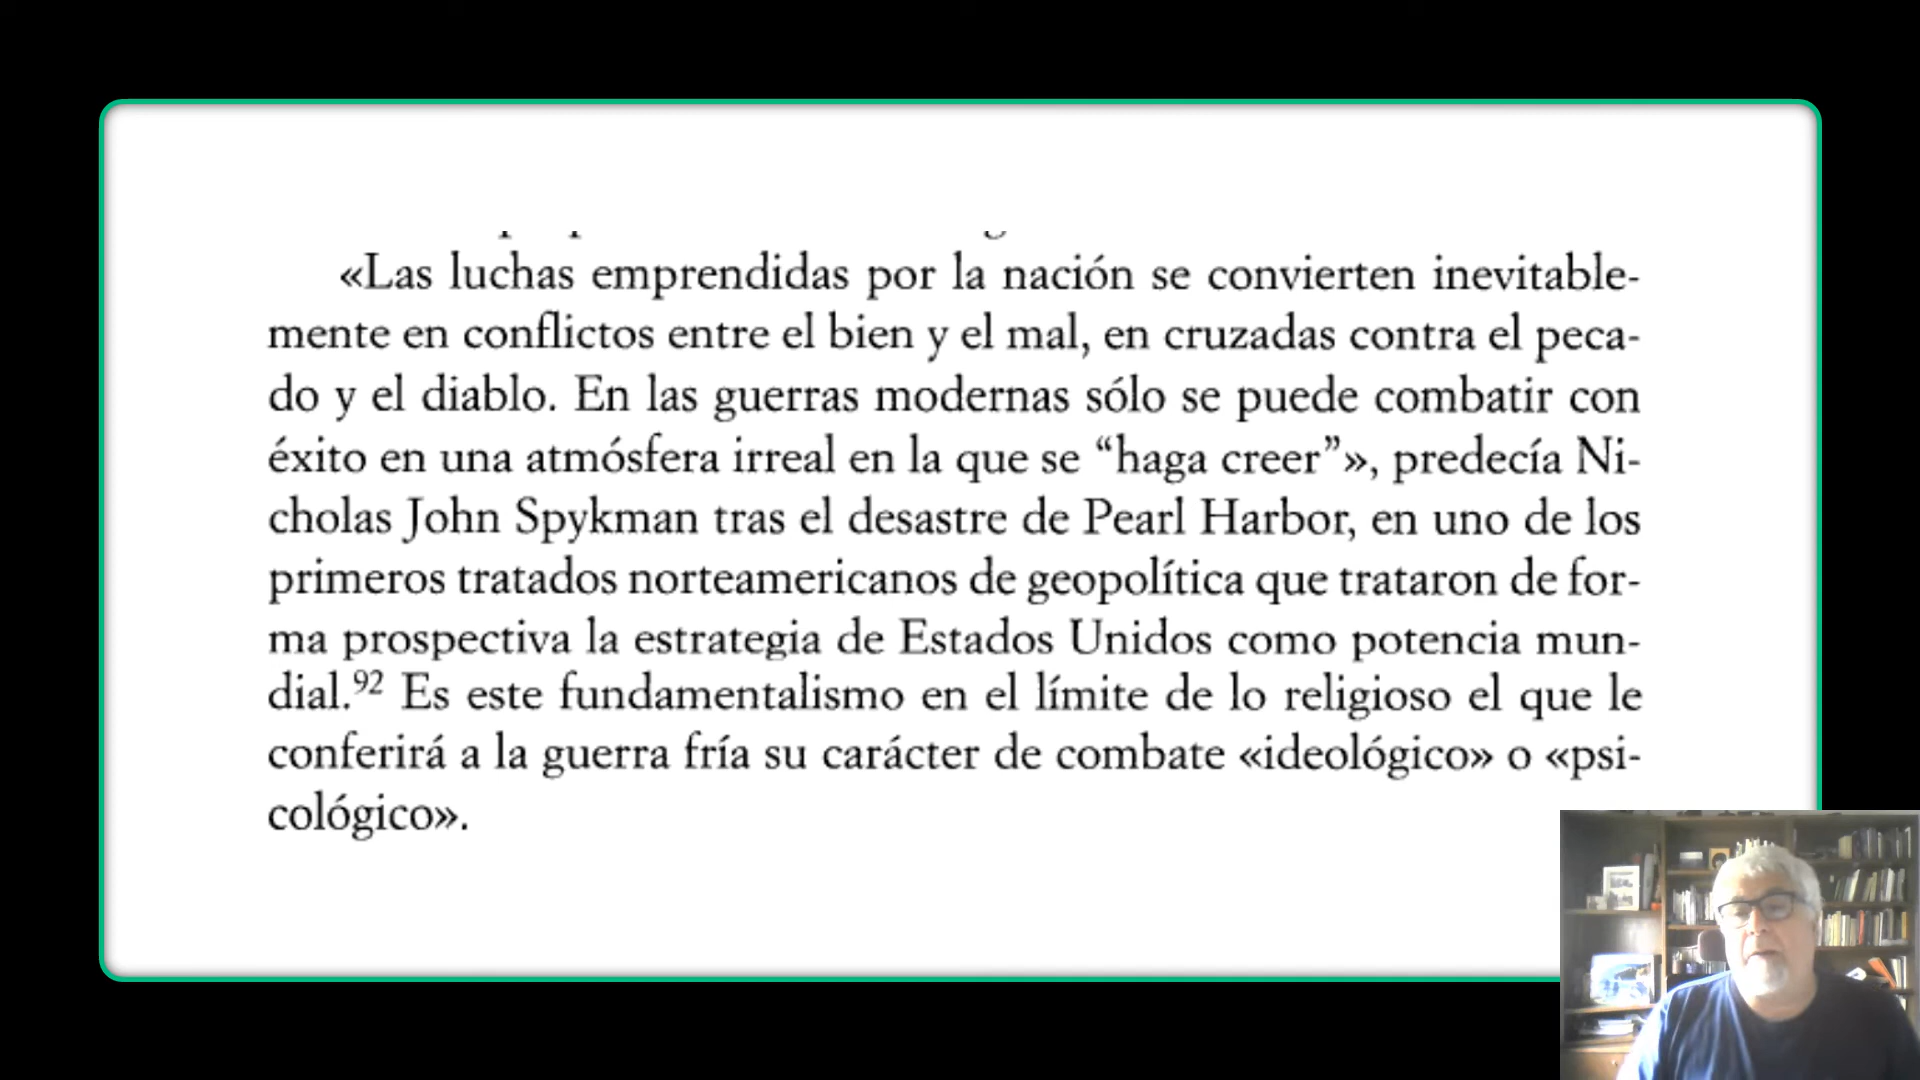 «Las luchas emprendidas por la nación se convierten inevitable-
mente en conflictos entre el bien y el mal, en cruzadas contra el peca-
do y el diablo. En las guerras modernas sólo se puede combatir con
éxito en una atmósfera irreal en la que se “haga creer”», predecía Ni-
cholas John Spykman tras el desastre de Pearl Harbor, en uno de los
primeros tratados norteamericanos de geopolítica que trataron de for-
ma prospectiva la estrategia de Estados Unidos como potencia mun-
dial.⁹² Es este fundamentalismo en el límite de lo religioso el que le
conferirá a la guerra fría su carácter de combate «ideológico» o «psi-
cológico».